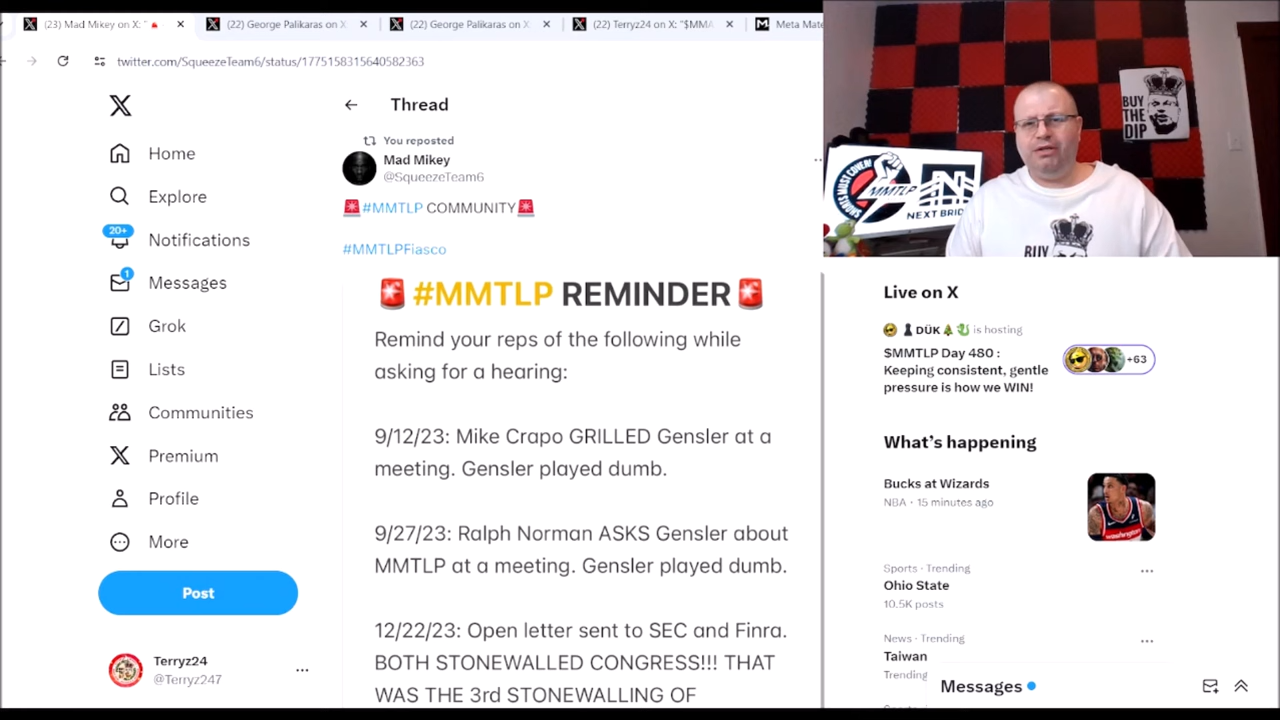 (23) Mad Mikey on X: "🚨
(22) George Palikaras on X
(22) George Palikaras on X
(22) Terryz24 on X: "$MMA
Meta Mate
twitter.com/SqueezeTeam6/status/1775158315640582363
Home
Explore
20+
Notifications
1
Messages
Grok
Lists
Communities
Premium
Profile
More
Post
Terryz24
@Terryz247
Thread
You reposted
Mad Mikey
@SqueezeTeam6
🚨#MMTLP COMMUNITY🚨
#MMTLPFiasco
🚨#MMTLP REMINDER🚨
Remind your reps of the following while
asking for a hearing:
9/12/23: Mike Crapo GRILLED Gensler at a
meeting. Gensler played dumb.
9/27/23: Ralph Norman ASKS Gensler about
MMTLP at a meeting. Gensler played dumb.
12/22/23: Open letter sent to SEC and Finra.
BOTH STONEWALLED CONGRESS!!! THAT
WAS THE 3rd STONEWALLING OF
BUY
THE
DIP
SHORTS MUST COVER!
MMTLP
N
NEXT BRID
BUY
Live on X
DÜK🎄 is hosting
$MMTLP Day 480 :
Keeping consistent, gentle
pressure is how we WIN!
+63
What's happening
Bucks at Wizards
NBA · 15 minutes ago
washington
Sports · Trending
Ohio State
10.5K posts
News · Trending
Taiwan
Trending
Messages